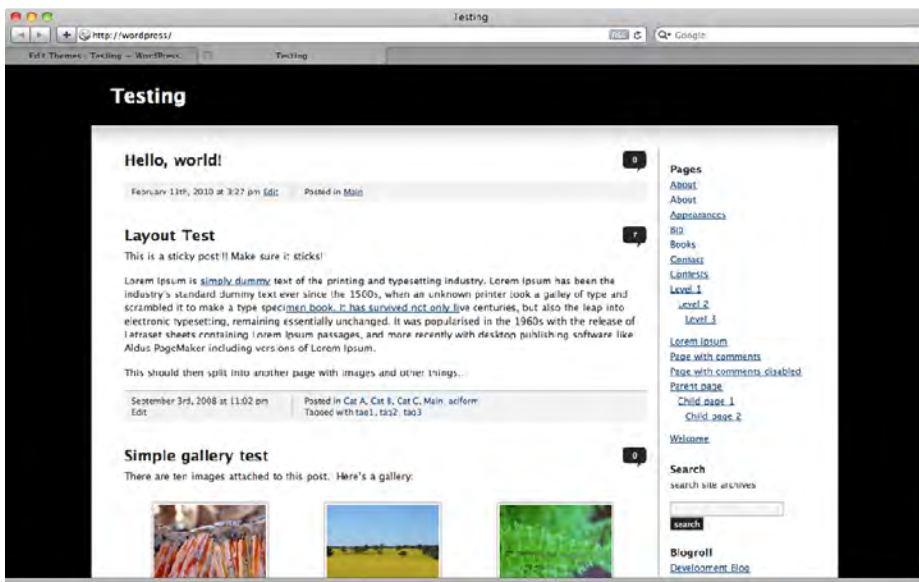 Testing
http://wordpress/
RSS
Google
Edit Themes ‹ Testing — WordPress
Testing
Testing
Hello, world!
0
February 11th, 2010 at 3:27 pm Edit
Posted in Main
Layout Test
7
This is a sticky post!!! Make sure it sticks!
Lorem Ipsum is simply dummy text of the printing and typesetting industry. Lorem Ipsum has been the
industry's standard dummy text ever since the 1500s, when an unknown printer took a galley of type and
scrambled it to make a type specimen book. It has survived not only five centuries, but also the leap into
electronic typesetting, remaining essentially unchanged. It was popularised in the 1960s with the release of
Letraset sheets containing Lorem Ipsum passages, and more recently with desktop publishing software like
Aldus PageMaker including versions of Lorem Ipsum.
This should then split into another page with images and other things...
September 3rd, 2008 at 11:02 pm
Edit
Posted in Cat A, Cat B, Cat C, Main, aciform
Tagged with tag1, tag2, tag3
Simple gallery test
0
There are ten images attached to this post. Here's a gallery:
Pages
About
About
Appearances
Bio
Books
Contact
Contests
Level 1
Level 2
Level 3
Lorem Ipsum
Page with comments
Page with comments disabled
Parent page
Child page 1
Child page 2
Welcome
Search
search site archives
search
Blogroll
Development Blog